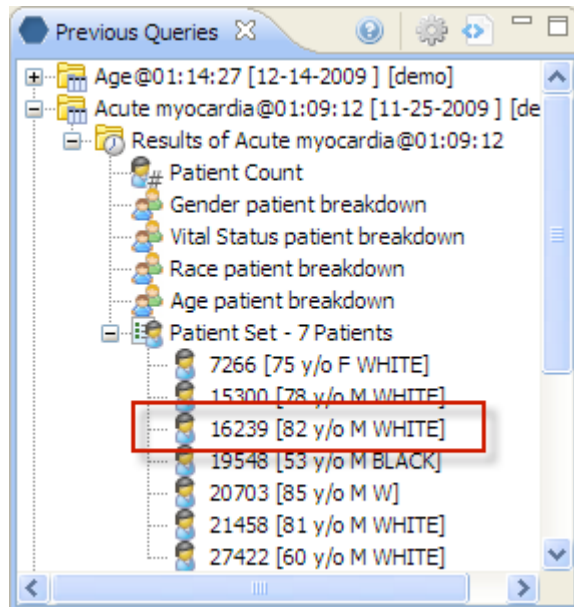 Previous Queries
Age@01:14:27 [12-14-2009 ] [demo]
Acute myocardia@01:09:12 [11-25-2009 ] [de
Results of Acute myocardia@01:09:12
Patient Count
Gender patient breakdown
Vital Status patient breakdown
Race patient breakdown
Age patient breakdown
Patient Set - 7 Patients
7266 [75 y/o F WHITE]
15300 [78 y/o M WHITE]
16239 [82 y/o M WHITE]
19548 [53 y/o M BLACK]
20703 [85 y/o M W]
21458 [81 y/o M WHITE]
27422 [60 y/o M WHITE]